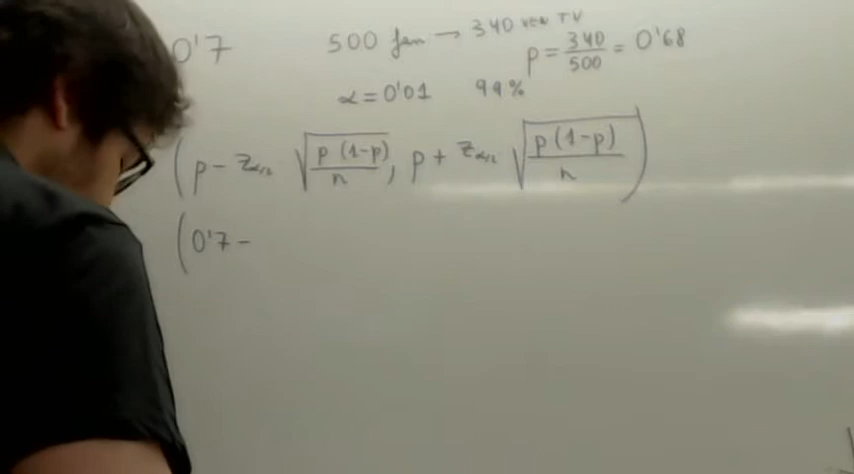 0'7 500 fam → 340 ven TV
p = 340/500 = 0'68
α = 0'01 99%
(p - z_{α/2} √(p (1-p)/n), p + z_{α/2} √(p (1-p)/n))
(0'7 -